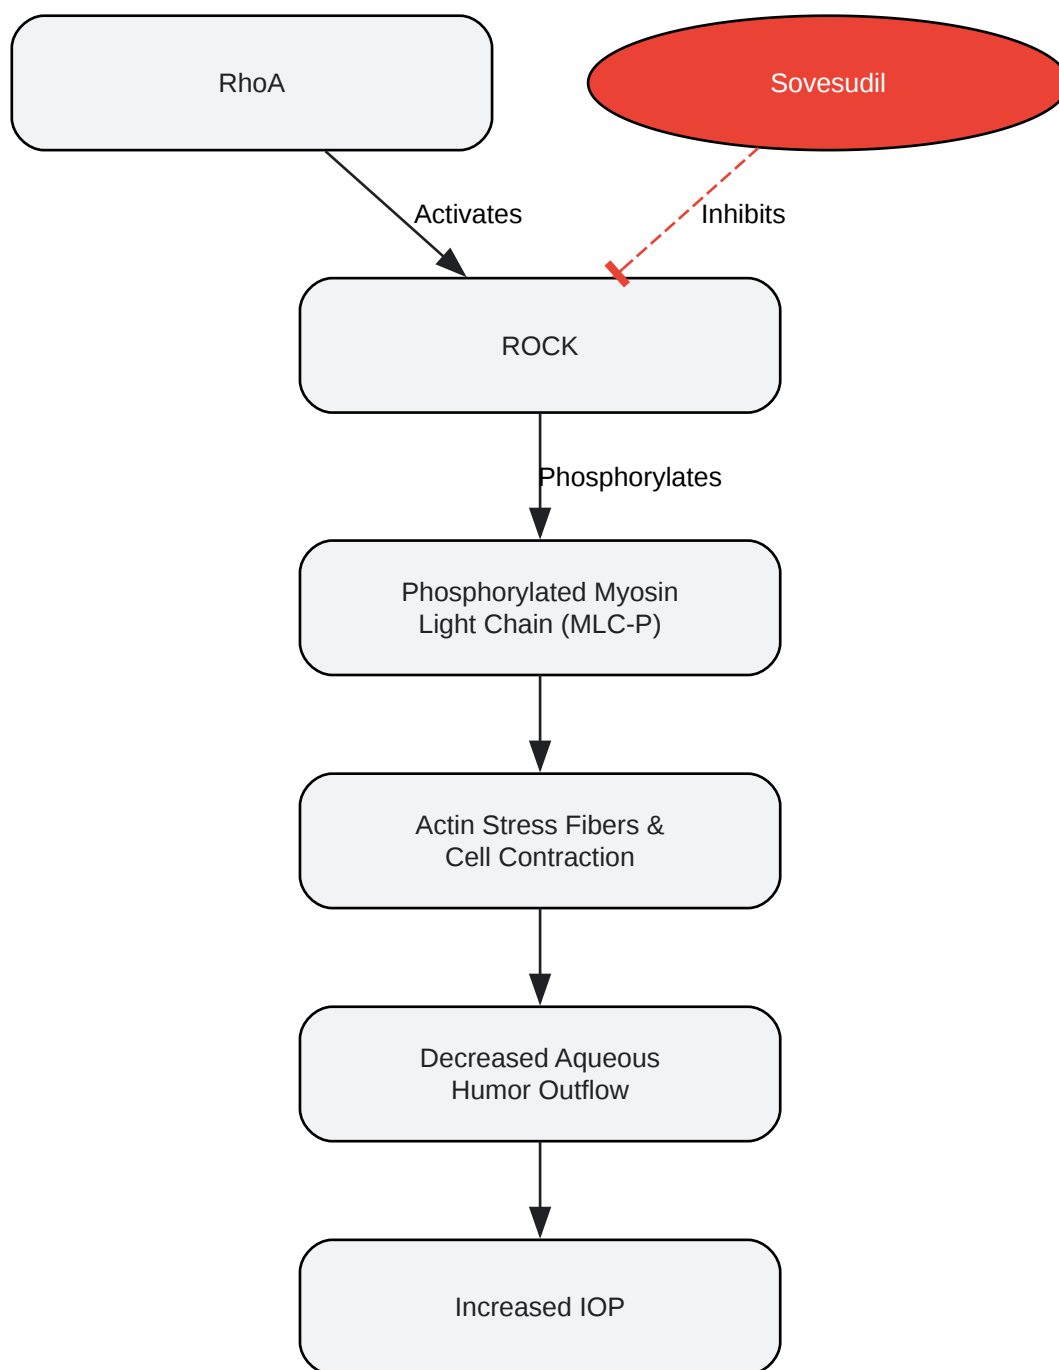 RhoA
Sovesudil
Activates
Inhibits
ROCK
Phosphorylates
Phosphorylated Myosin
Light Chain (MLC-P)
Actin Stress Fibers &
Cell Contraction
Decreased Aqueous
Humor Outflow
Increased IOP